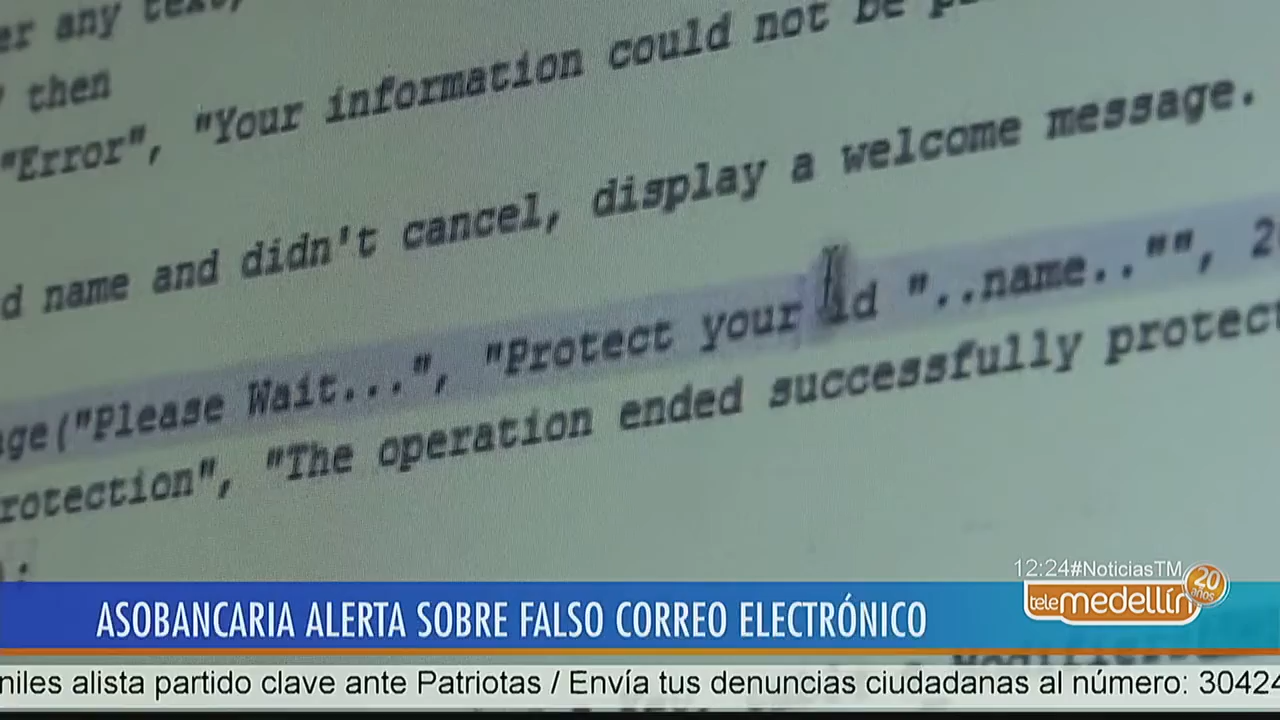 er any text,
then
"Error", "Your information could not be
d name and didn't cancel, display a welcome message.
age("Please Wait...", "Protect your id "..name.."", 2
rotection", "The operation ended successfully protect
);
12:24#NoticiasTM
telemedellín
20 años
ASOBANCARIA ALERTA SOBRE FALSO CORREO ELECTRÓNICO
niles alista partido clave ante Patriotas / Envía tus denuncias ciudadanas al número: 30424